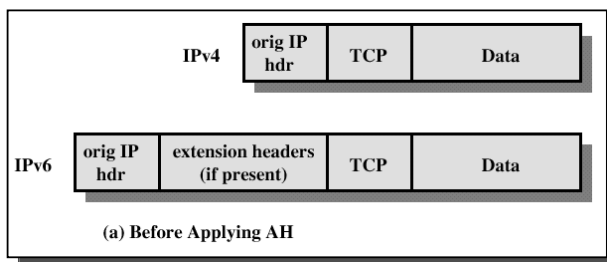 IPv4
orig IP
hdr
TCP
Data
IPv6
orig IP
hdr
extension headers
(if present)
TCP
Data
(a) Before Applying AH